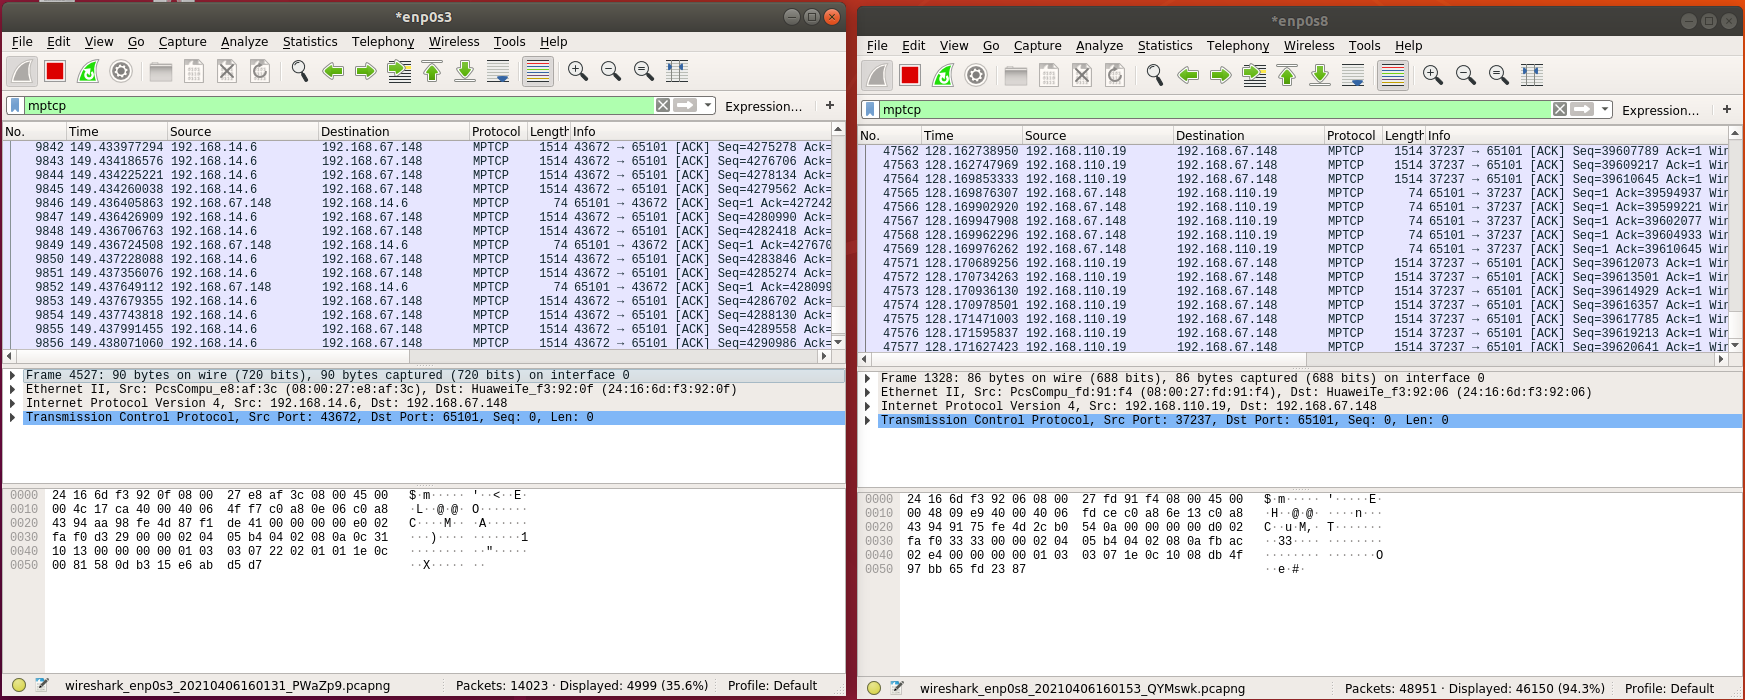 *enp0s3
File Edit View Go Capture Analyze Statistics Telephony Wireless Tools Help
mptcp Expression… +
No. Time Source Destination Protocol Length Info
9842 149.433977294 192.168.14.6 192.168.67.148 MPTCP 1514 43672 → 65101 [ACK] Seq=4275278 Ack=
9843 149.434186576 192.168.14.6 192.168.67.148 MPTCP 1514 43672 → 65101 [ACK] Seq=4276706 Ack=
9844 149.434225221 192.168.14.6 192.168.67.148 MPTCP 1514 43672 → 65101 [ACK] Seq=4278134 Ack=
9845 149.434260038 192.168.14.6 192.168.67.148 MPTCP 1514 43672 → 65101 [ACK] Seq=4279562 Ack=
9846 149.436405863 192.168.67.148 192.168.14.6 MPTCP 74 65101 → 43672 [ACK] Seq=1 Ack=427242
9847 149.436426909 192.168.14.6 192.168.67.148 MPTCP 1514 43672 → 65101 [ACK] Seq=4280990 Ack=
9848 149.436706763 192.168.14.6 192.168.67.148 MPTCP 1514 43672 → 65101 [ACK] Seq=4282418 Ack=
9849 149.436724508 192.168.67.148 192.168.14.6 MPTCP 74 65101 → 43672 [ACK] Seq=1 Ack=427670
9850 149.437228088 192.168.14.6 192.168.67.148 MPTCP 1514 43672 → 65101 [ACK] Seq=4283846 Ack=
9851 149.437356076 192.168.14.6 192.168.67.148 MPTCP 1514 43672 → 65101 [ACK] Seq=4285274 Ack=
9852 149.437649112 192.168.67.148 192.168.14.6 MPTCP 74 65101 → 43672 [ACK] Seq=1 Ack=428099
9853 149.437679355 192.168.14.6 192.168.67.148 MPTCP 1514 43672 → 65101 [ACK] Seq=4286702 Ack=
9854 149.437743818 192.168.14.6 192.168.67.148 MPTCP 1514 43672 → 65101 [ACK] Seq=4288130 Ack=
9855 149.437991455 192.168.14.6 192.168.67.148 MPTCP 1514 43672 → 65101 [ACK] Seq=4289558 Ack=
9856 149.438071060 192.168.14.6 192.168.67.148 MPTCP 1514 43672 → 65101 [ACK] Seq=4290986 Ack=
Frame 4527: 90 bytes on wire (720 bits), 90 bytes captured (720 bits) on interface 0
Ethernet II, Src: PcsCompu_e8:af:3c (08:00:27:e8:af:3c), Dst: HuaweiTe_f3:92:0f (24:16:6d:f3:92:0f)
Internet Protocol Version 4, Src: 192.168.14.6, Dst: 192.168.67.148
Transmission Control Protocol, Src Port: 43672, Dst Port: 65101, Seq: 0, Len: 0
0000 24 16 6d f3 92 0f 08 00 27 e8 af 3c 08 00 45 00 $·m·····'··<··E·
0010 00 4c 17 ca 40 00 40 06 4f f7 c0 a8 0e 06 c0 a8 ·L··@·@·O·······
0020 43 94 aa 98 fe 4d 87 f1 de 41 00 00 00 00 e0 02 C····M···A······
0030 fa f0 d3 29 00 00 02 04 05 b4 04 02 08 0a 0c 31 ···)···········1
0040 10 13 00 00 00 00 01 03 03 07 22 02 01 01 1e 0c ··········"·····
0050 00 81 58 0d b3 15 e6 ab d5 d7 ··X·······
wireshark_enp0s3_20210406160131_PWaZp9.pcapng Packets: 14023 · Displayed: 4999 (35.6%) Profile: Default
*enp0s8
File Edit View Go Capture Analyze Statistics Telephony Wireless Tools Help
mptcp Expression… +
No. Time Source Destination Protocol Length Info
47562 128.162738950 192.168.110.19 192.168.67.148 MPTCP 1514 37237 → 65101 [ACK] Seq=39607789 Ack=1 Win
47563 128.162747969 192.168.110.19 192.168.67.148 MPTCP 1514 37237 → 65101 [ACK] Seq=39609217 Ack=1 Win
47564 128.169853333 192.168.110.19 192.168.67.148 MPTCP 1514 37237 → 65101 [ACK] Seq=39610645 Ack=1 Win
47565 128.169876307 192.168.67.148 192.168.110.19 MPTCP 74 65101 → 37237 [ACK] Seq=1 Ack=39594937 Win
47566 128.169902920 192.168.67.148 192.168.110.19 MPTCP 74 65101 → 37237 [ACK] Seq=1 Ack=39599221 Win
47567 128.169947908 192.168.67.148 192.168.110.19 MPTCP 74 65101 → 37237 [ACK] Seq=1 Ack=39602077 Win
47568 128.169962296 192.168.67.148 192.168.110.19 MPTCP 74 65101 → 37237 [ACK] Seq=1 Ack=39604933 Win
47569 128.169976262 192.168.67.148 192.168.110.19 MPTCP 74 65101 → 37237 [ACK] Seq=1 Ack=39610645 Win
47571 128.170689256 192.168.110.19 192.168.67.148 MPTCP 1514 37237 → 65101 [ACK] Seq=39612073 Ack=1 Win
47572 128.170734263 192.168.110.19 192.168.67.148 MPTCP 1514 37237 → 65101 [ACK] Seq=39613501 Ack=1 Win
47573 128.170936130 192.168.110.19 192.168.67.148 MPTCP 1514 37237 → 65101 [ACK] Seq=39614929 Ack=1 Win
47574 128.170978501 192.168.110.19 192.168.67.148 MPTCP 1514 37237 → 65101 [ACK] Seq=39616357 Ack=1 Win
47575 128.171471003 192.168.110.19 192.168.67.148 MPTCP 1514 37237 → 65101 [ACK] Seq=39617785 Ack=1 Win
47576 128.171595837 192.168.110.19 192.168.67.148 MPTCP 1514 37237 → 65101 [ACK] Seq=39619213 Ack=1 Win
47577 128.171627423 192.168.110.19 192.168.67.148 MPTCP 1514 37237 → 65101 [ACK] Seq=39620641 Ack=1 Win
Frame 1328: 86 bytes on wire (688 bits), 86 bytes captured (688 bits) on interface 0
Ethernet II, Src: PcsCompu_fd:91:f4 (08:00:27:fd:91:f4), Dst: HuaweiTe_f3:92:06 (24:16:6d:f3:92:06)
Internet Protocol Version 4, Src: 192.168.110.19, Dst: 192.168.67.148
Transmission Control Protocol, Src Port: 37237, Dst Port: 65101, Seq: 0, Len: 0
0000 24 16 6d f3 92 06 08 00 27 fd 91 f4 08 00 45 00 $·m·····'·····E·
0010 00 48 09 e9 40 00 40 06 fd ce c0 a8 6e 13 c0 a8 ·H··@·@·····n···
0020 43 94 91 75 fe 4d 2c b0 54 0a 00 00 00 00 d0 02 C··u·M,·T·······
0030 fa f0 33 33 00 00 02 04 05 b4 04 02 08 0a fb ac ··33············
0040 02 e4 00 00 00 00 01 03 03 07 1e 0c 10 08 db 4f ···············O
0050 97 bb 65 fd 23 87 ··e·#·
wireshark_enp0s8_20210406160153_QYMswk.pcapng Packets: 48951 · Displayed: 46150 (94.3%) Profile: Default